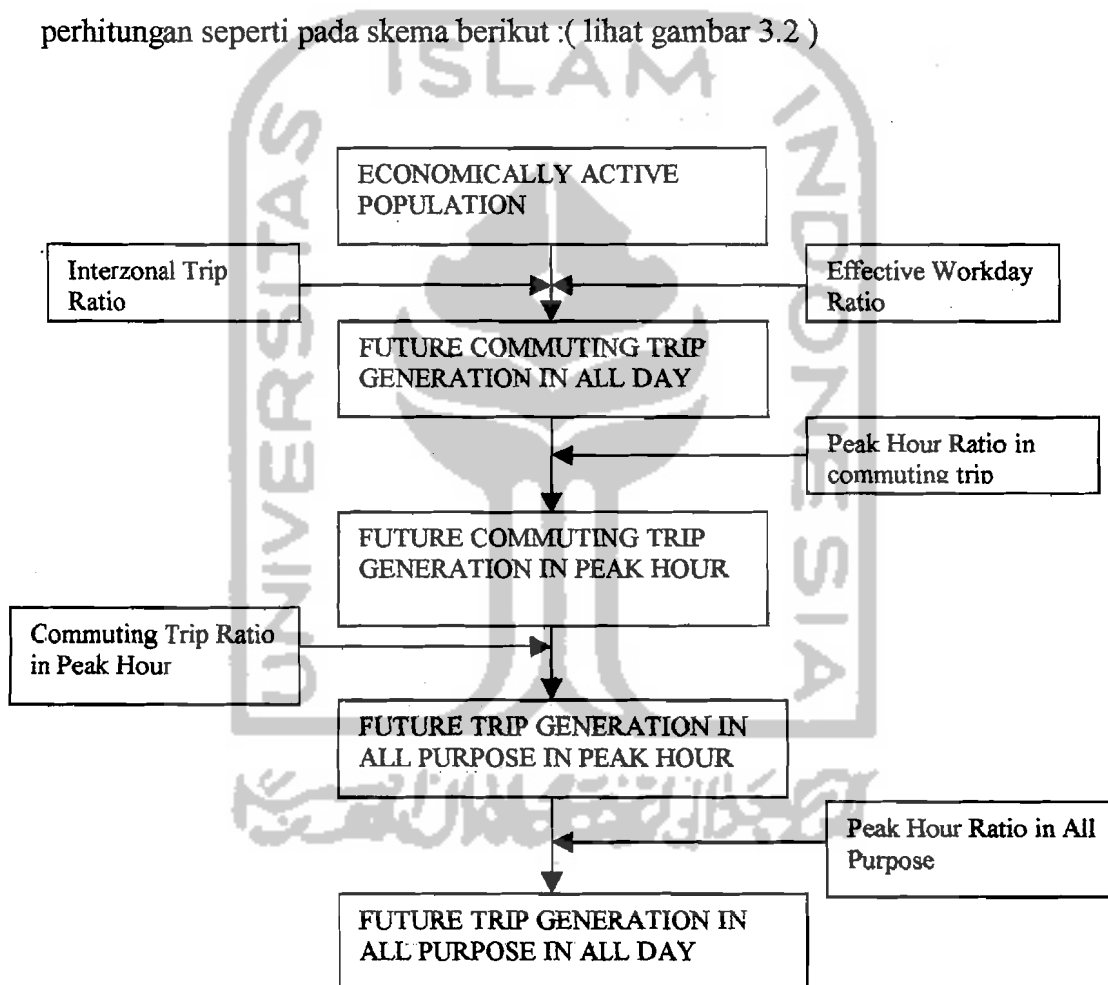 perhitungan seperti pada skema berikut :( lihat gambar 3.2 )
UNIVERSITAS ISLAM INDONESIA
ECONOMICALLY ACTIVE
POPULATION
Interzonal Trip
Ratio
Effective Workday
Ratio
FUTURE COMMUTING TRIP
GENERATION IN ALL DAY
Peak Hour Ratio in
commuting trip
FUTURE COMMUTING TRIP
GENERATION IN PEAK HOUR
Commuting Trip Ratio
in Peak Hour
FUTURE TRIP GENERATION IN
ALL PURPOSE IN PEAK HOUR
Peak Hour Ratio in All
Purpose
FUTURE TRIP GENERATION IN
ALL PURPOSE IN ALL DAY